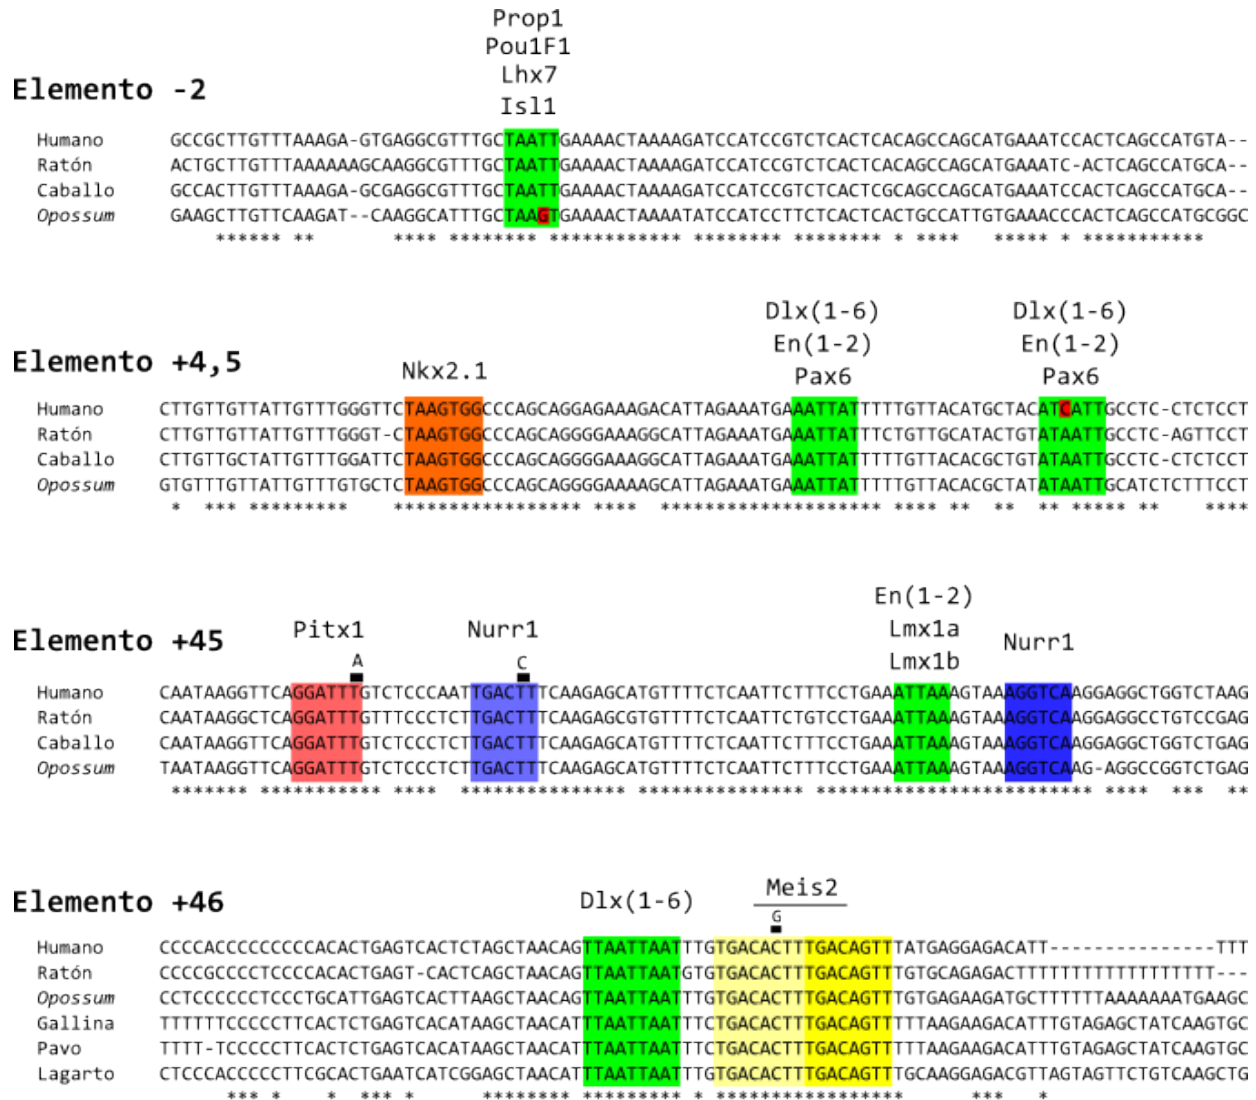 Prop1
Pou1F1
Lhx7
Isl1
Elemento -2
Humano GCCGCTTGTTTAAAGA-GTGAGGCGTTTGCTAATTGAAAACTAAAAGATCCATCCGTCTCACTCACAGCCAGCATGAAATCCACTCAGCCATGTA--
Ratón ACTGCTTGTTTAAAAAAGCAAGGCGTTTGCTAATTGAAAACTAAAAGATCCATCCGTCTCACTCACAGCCAGCATGAAATC-ACTCAGCCATGCA--
Caballo GCCACTTGTTTAAAGA-GCGAGGCGTTTGCTAATTGAAAACTAAAAGATCCATCCGTCTCACTCGCAGCCAGCATGAAATCCACTCAGCCATGCA--
Opossum GAAGCTTGTTCAAGAT--CAAGGCATTTGCTAAGTGAAAACTAAAATATCCATCCTTCTCACTCACTGCCATTGTGAAACCCACTCAGCCATGCGGC
****** ** **** ******** *********** ******** ******** * **** ***** * ***********
Dlx(1-6) Dlx(1-6)
En(1-2) En(1-2)
Elemento +4,5 Nkx2.1 Pax6 Pax6
Humano CTTGTTGTTATTGTTTGGGTTCTAAGTGGCCCAGCAGGAGAAAGACATTAGAAATGAAATTATTTTTGTTACATGCTACATCATTGCCTC-CTCTCCT
Ratón CTTGTTGTTATTGTTTGGGT-CTAAGTGGCCCAGCAGGGGAAAGGCATTAGAAATGAAATTATTTCTGTTGCATACTGTATAATTGCCTC-AGTTCCT
Caballo CTTGTTGCTATTGTTTGGATTCTAAGTGGCCCAGCAGGGGAAAGGCATTAGAAATGAAATTATTTTTGTTACACGCTGTATAATTGCCTC-CTCTCCT
Opossum GTGTTTGTTATTGTTTGTGCTCTAAGTGGCCCAGCAGGGGAAAAGCATTAGAAATGAAATTATTTTTGTTACACGCTATATAATTGCATCTCTTTCCT
* *** ********* **************** **** ******************** **** ** ** ** ***** ** ****
En(1-2)
Elemento +45 Pitx1 Nurr1 Lmx1a Nurr1
A C Lmx1b
Humano CAATAAGGTTCAGGATTTGTCTCCCAATTGACTTTCAAGAGCATGTTTTCTCAATTCTTTCCTGAAATTAAAGTAAAGGTCAAGGAGGCTGGTCTAAG
Ratón CAATAAGGCTCAGGATTTGTTTCCCTCTTGACTTTCAAGAGCGTGTTTTCTCAATTCTGTCCTGAAATTAAAGTAAAGGTCAAGGAGGCCTGTCCGAG
Caballo CAATAAGGTTCAGGATTTGTCTCCCTCTTGACTTTCAAGAGCATGTTTTCTCAATTCTTTCCTGAAATTAAAGTAAAGGTCAAGGAGGCTGGTCTGAG
Opossum TAATAAGGTTCAGGATTTGTCTCCCTCTTGACTTTCAAGAGCATGTTTTCTCAATTCTTTCCTGAAATTAAAGTAAAGGTCAAG-AGGCCGGTCTGAG
******* *********** **** ***************** *************** ************************ **** *** **
Elemento +46 Dlx(1-6) Meis2
G
Humano CCCCACCCCCCCCCACACTGAGTCACTCTAGCTAACAGTTAATTAATTTGTGACACTTTGACAGTTTATGAGGAGACATT---------------TTT
Ratón CCCCGCCCCTCCCCACACTGAGT-CACTCAGCTAACAGTTAATTAATGTGTGACACTTTGACAGTTTGTGCAGAGACTTTTTTTTTTTTTTTTTT---
Opossum CCTCCCCCCTCCCTGCATTGAGTCACTTAAGCTAACAGTTAATTAATTTGTGACACTTTGACAGTTTGTGAGAAGATGCTTTTTTAAAAAAATGAAGC
Gallina TTTTTTCCCCCTTCACTCTGAGTCACATAAGCTAACATTTAATTAATTTCTGACACTTTGACAGTTTTTAAGAAGACATTTGTAGAGCTATCAAGTGC
Pavo TTTT-TCCCCCTTCACTCTGAGTCACATAAGCTAACATTTAATTAATTTCTGACACTTTGACAGTTTTTAAGAAGACATTTGTAGAGCTATCAAGTGC
Lagarto CTCCCACCCCCTTCGCACTGAATCATCGGAGCTAACATTTAATTAATTTGTGACACTTTGACAGTTTGCAAGGAGACGTTAGTAGTTCTGTCAAGCTG
*** * * *** * ******** ********* * ***************** *** *